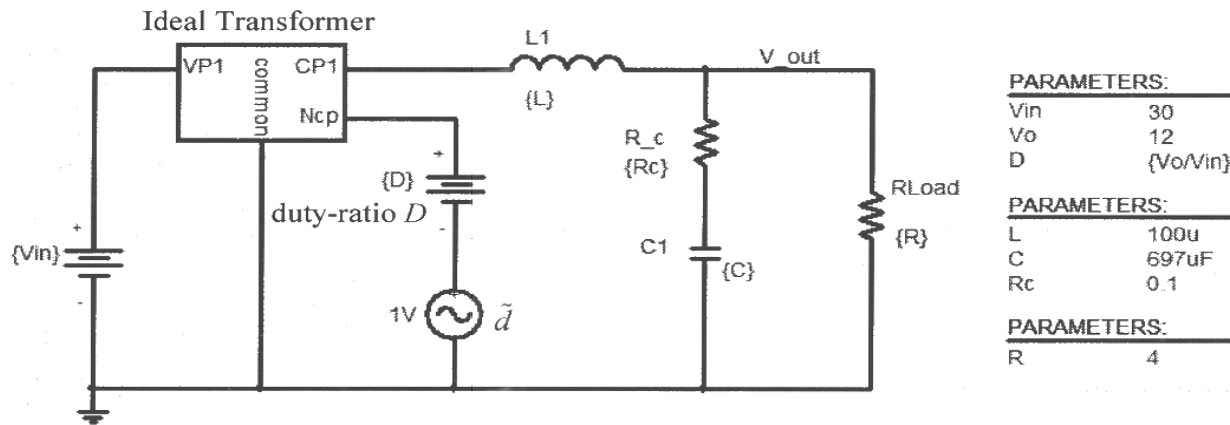 Ideal Transformer
VP1
common
CP1
Ncp
L1
{L}
V_out
R_c
{Rc}
C1
{C}
RLoad
{R}
+
{Vin}
-
+
{D}
duty-ratio D
-
1V
d̃
PARAMETERS:
Vin 30
Vo 12
D {Vo/Vin}
PARAMETERS:
L 100u
C 697uF
Rc 0.1
PARAMETERS:
R 4